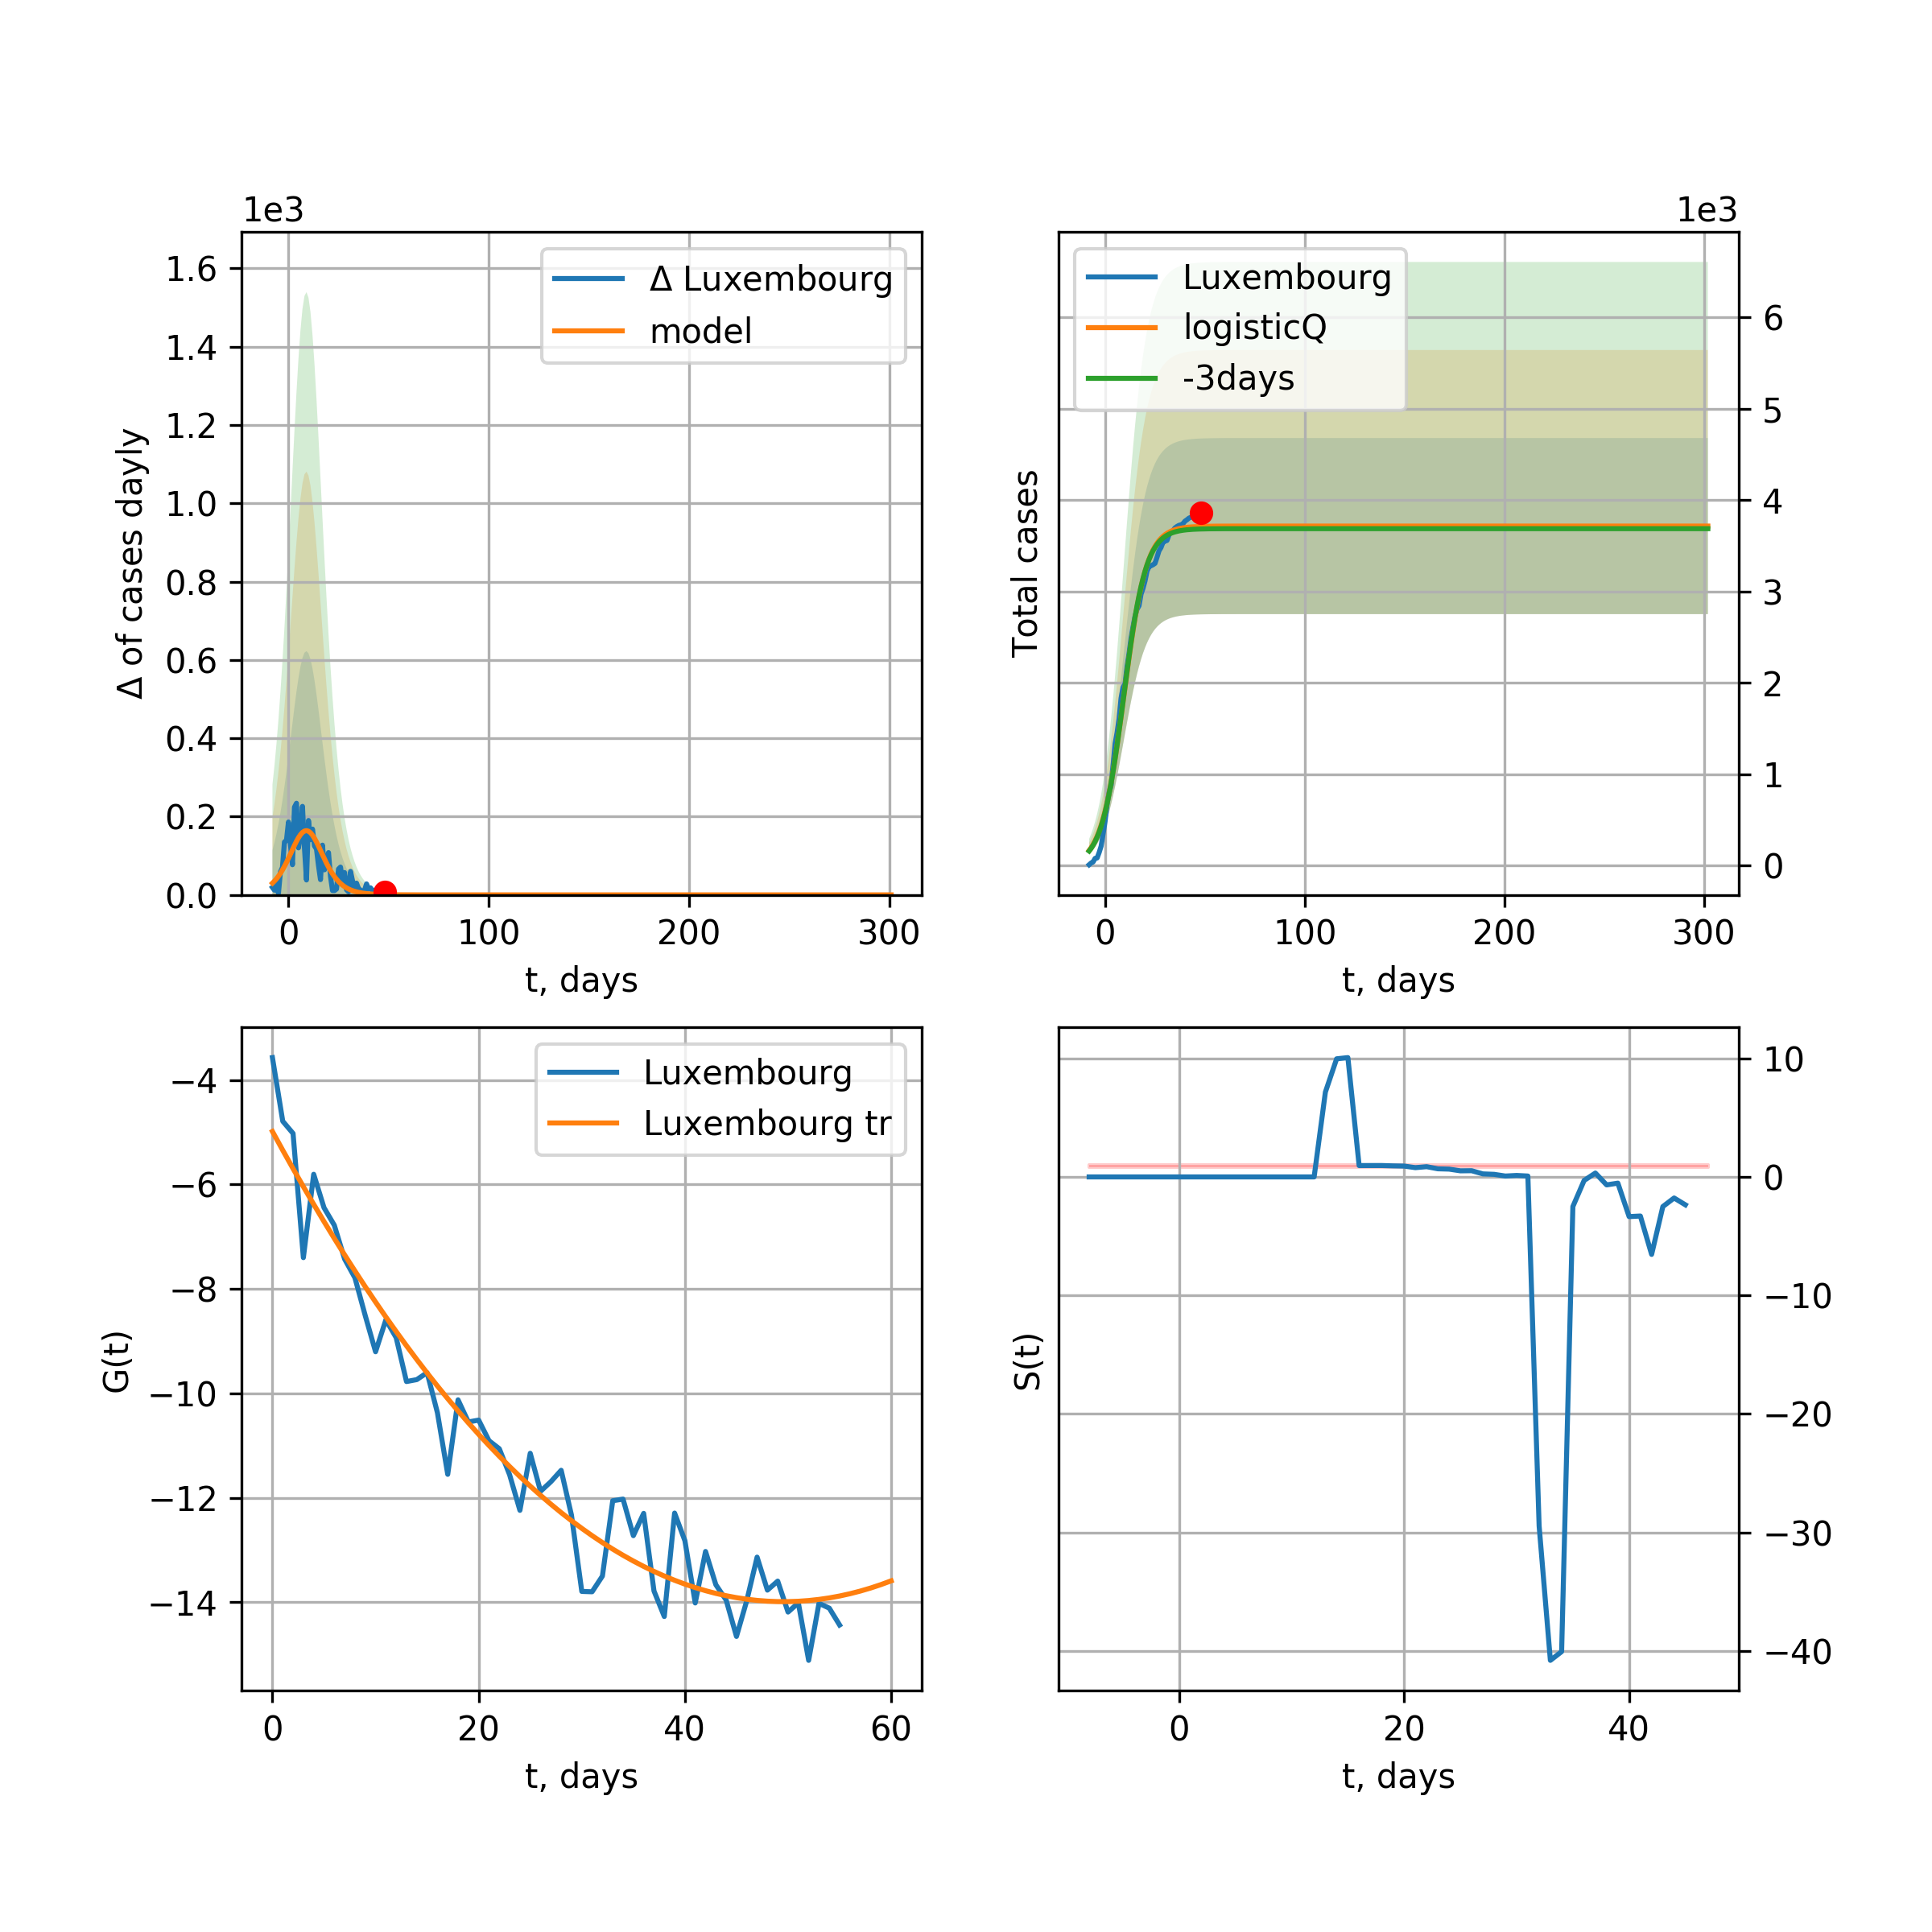 1e3
Δ of cases dayly
1.6
1.4
1.2
1.0
0.8
0.6
0.4
0.2
0.0
Δ Luxembourg
model
0 100 200 300
t, days
1e3
Total cases
Luxembourg
logisticQ
-3days
6
5
4
3
2
1
0
0 100 200 300
t, days
G(t)
−4
−6
−8
−10
−12
−14
Luxembourg
Luxembourg tr
0 20 40 60
t, days
S(t)
10
0
−10
−20
−30
−40
0 20 40
t, days